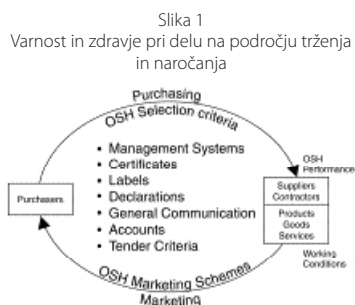 Slika 1
Varnost in zdravje pri delu na področju trženja
in naročanja
Purchasing
OSH Selection criteria
• Management Systems
• Certificates
• Labels
• Declarations
• General Communication
• Accounts
• Tender Criteria
Purchasers
OSH
Performance
Suppliers
Contractors
Products
Goods
Services
Working
Conditions
OSH Marketing Schemes
Marketing